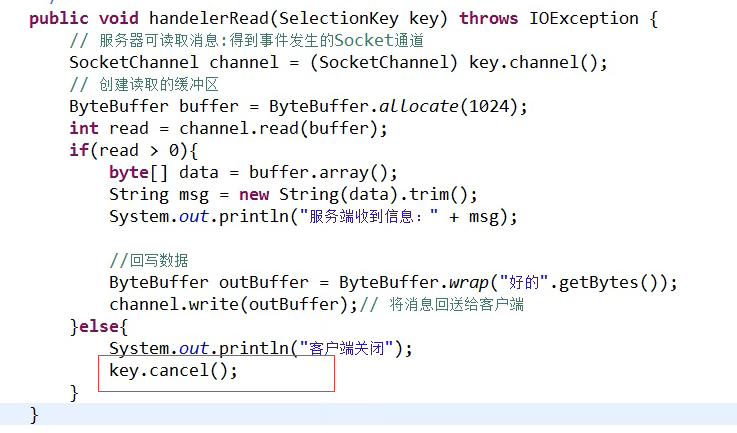 public void handelerRead(SelectionKey key) throws IOException {
// 服务器可读取消息:得到事件发生的Socket通道
SocketChannel channel = (SocketChannel) key.channel();
// 创建读取的缓冲区
ByteBuffer buffer = ByteBuffer.allocate(1024);
int read = channel.read(buffer);
if(read > 0){
byte[] data = buffer.array();
String msg = new String(data).trim();
System.out.println("服务端收到信息：" + msg);
//回写数据
ByteBuffer outBuffer = ByteBuffer.wrap("好的".getBytes());
channel.write(outBuffer);// 将消息回送给客户端
}else{
System.out.println("客户端关闭");
key.cancel();
}
}